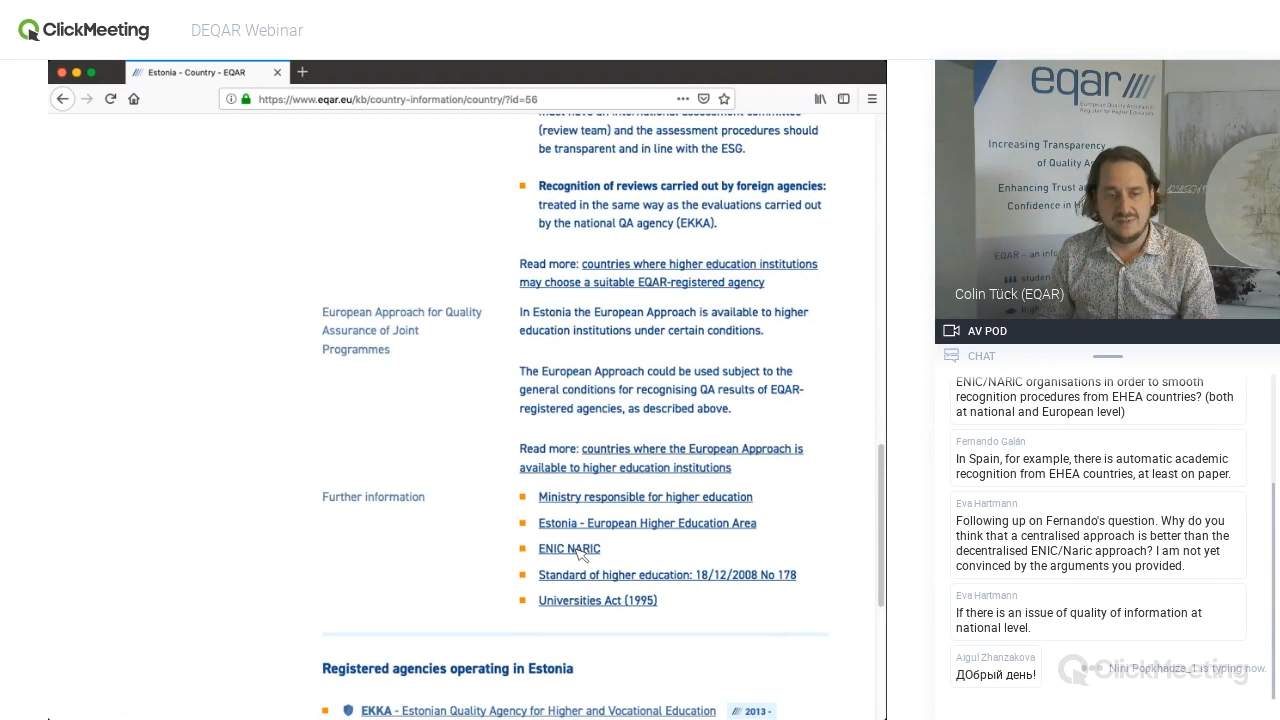 ClickMeeting
DEQAR Webinar
Estonia - Country - EQAR
https://www.eqar.eu/kb/country-information/country/?id=56
(review team) and the assessment procedures should
be transparent and in line with the ESG.
Recognition of reviews carried out by foreign agencies:
treated in the same way as the evaluations carried out
by the national QA agency (EKKA).
Read more: countries where higher education institutions
may choose a suitable EQAR-registered agency
European Approach for Quality
Assurance of Joint
Programmes
In Estonia the European Approach is available to higher
education institutions under certain conditions.
The European Approach could be used subject to the
general conditions for recognising QA results of EQAR-
registered agencies, as described above.
Read more: countries where the European Approach is
available to higher education institutions
Further information
Ministry responsible for higher education
Estonia - European Higher Education Area
ENIC NARIC
Standard of higher education: 18/12/2008 No 178
Universities Act (1995)
Registered agencies operating in Estonia
EKKA - Estonian Quality Agency for Higher and Vocational Education
2013 -
eqar
European Quality Assurance
Register for Higher Education
Increasing Transparency
of Quality
Enhancing Trust
Confidence in
EQAR – an
Colin Tück (EQAR)
AV POD
CHAT
ENIC/NARIC organisations in order to smooth
recognition procedures from EHEA countries? (both
at national and European level)
Fernando Galán
In Spain, for example, there is automatic academic
recognition from EHEA countries, at least on paper.
Eva Hartmann
Following up on Fernando's question. Why do you
think that a centralised approach is better than the
decentralised ENIC/Naric approach? I am not yet
convinced by the arguments you provided.
Eva Hartmann
If there is an issue of quality of information at
national level.
Aigul Zhanzakova
ДОбрый день!
Nini Popkhadze_1 is typing now.
ClickMeeting